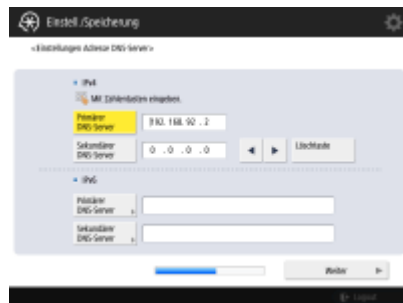 Einstell./Speicherung
<Einstellungen Adresse DNS-Server>
IPv4
Mit Zahlentasten eingeben.
Primärer
DNS-Server
192. 168. 92 . 2
Sekundärer
DNS-Server
0 . 0 . 0 . 0
◀ ▶
Löschtaste
IPv6
Primärer
DNS-Server
Sekundärer
DNS-Server
Weiter
Logout